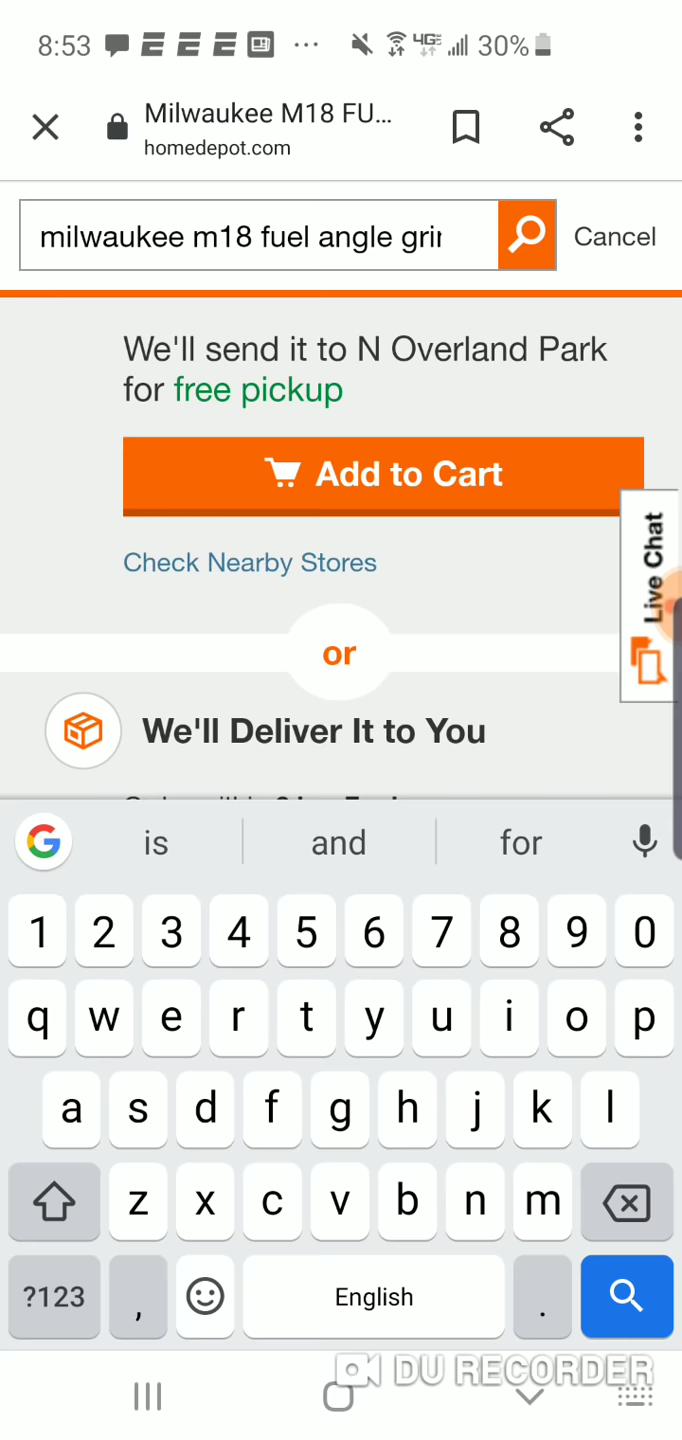 8:53
4GE
30%
Milwaukee M18 FU...
homedepot.com
milwaukee m18 fuel angle grin
Cancel
We'll send it to N Overland Park
for free pickup
Add to Cart
Check Nearby Stores
Live Chat
or
We'll Deliver It to You
is and for
1 2 3 4 5 6 7 8 9 0
q w e r t y u i o p
a s d f g h j k l
z x c v b n m
?123 , English .
DU RECORDER